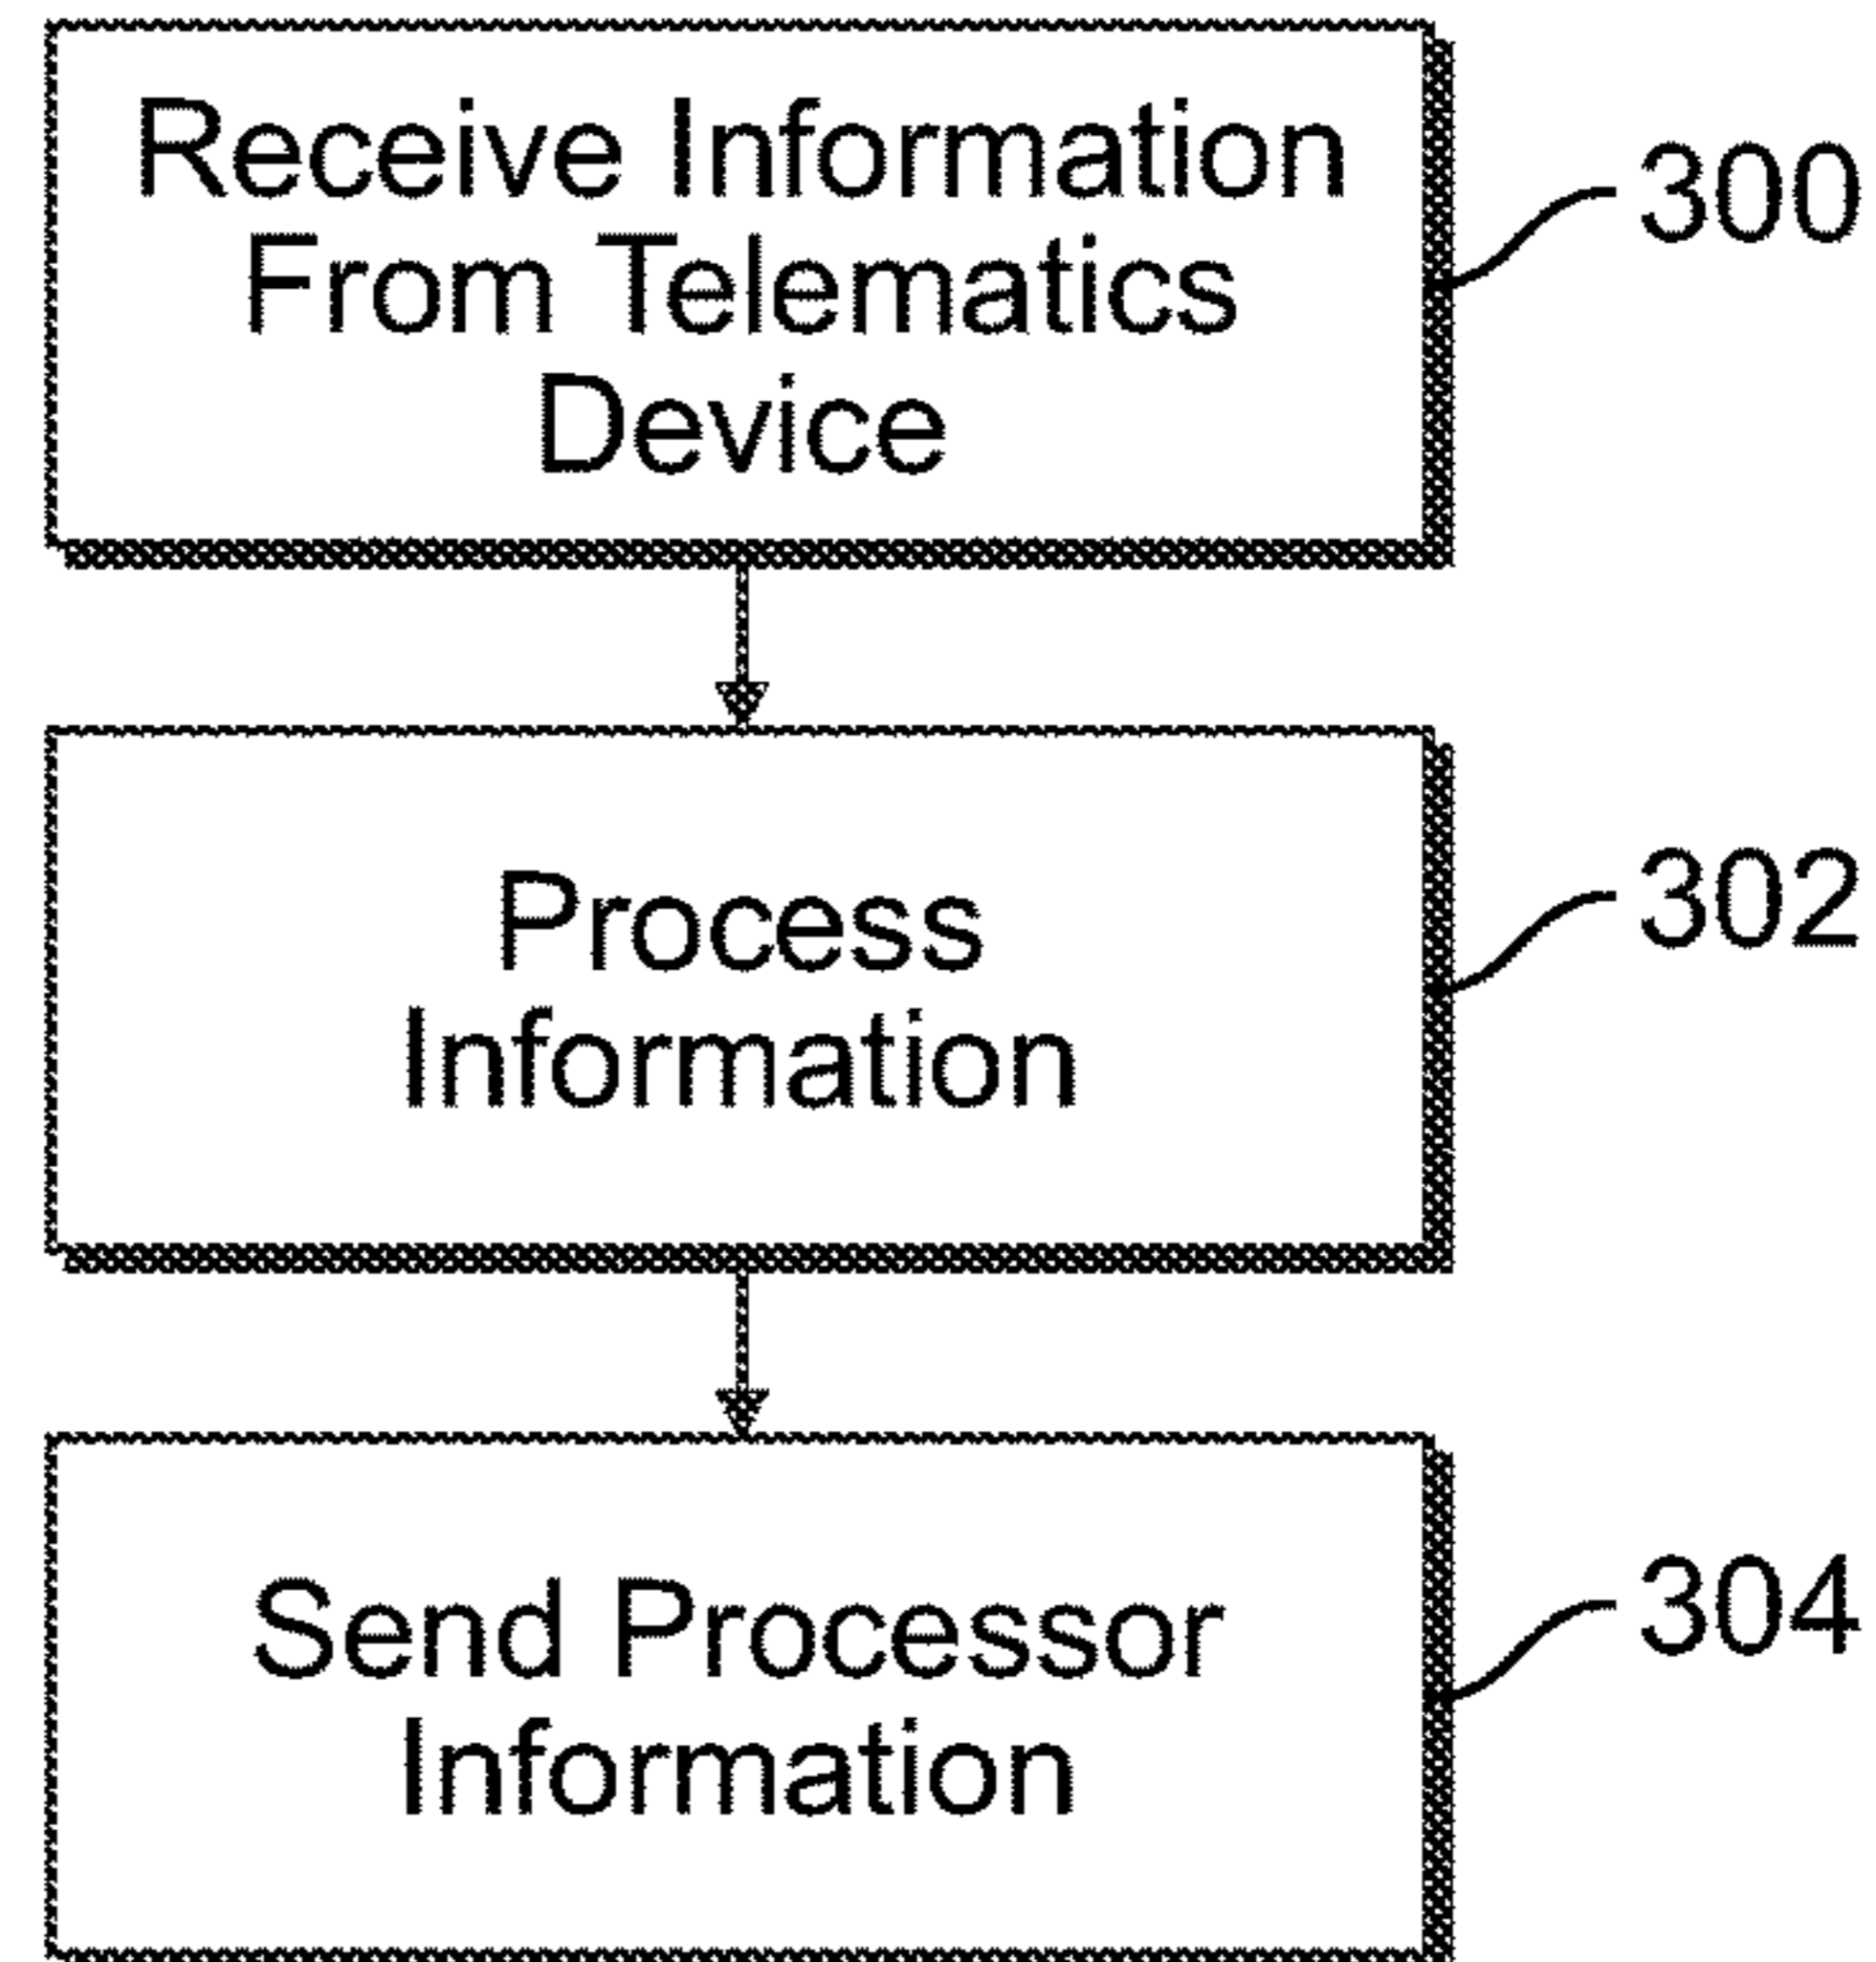 Receive Information
From Telematics
Device
300
Process
Information
302
Send Processor
Information
304